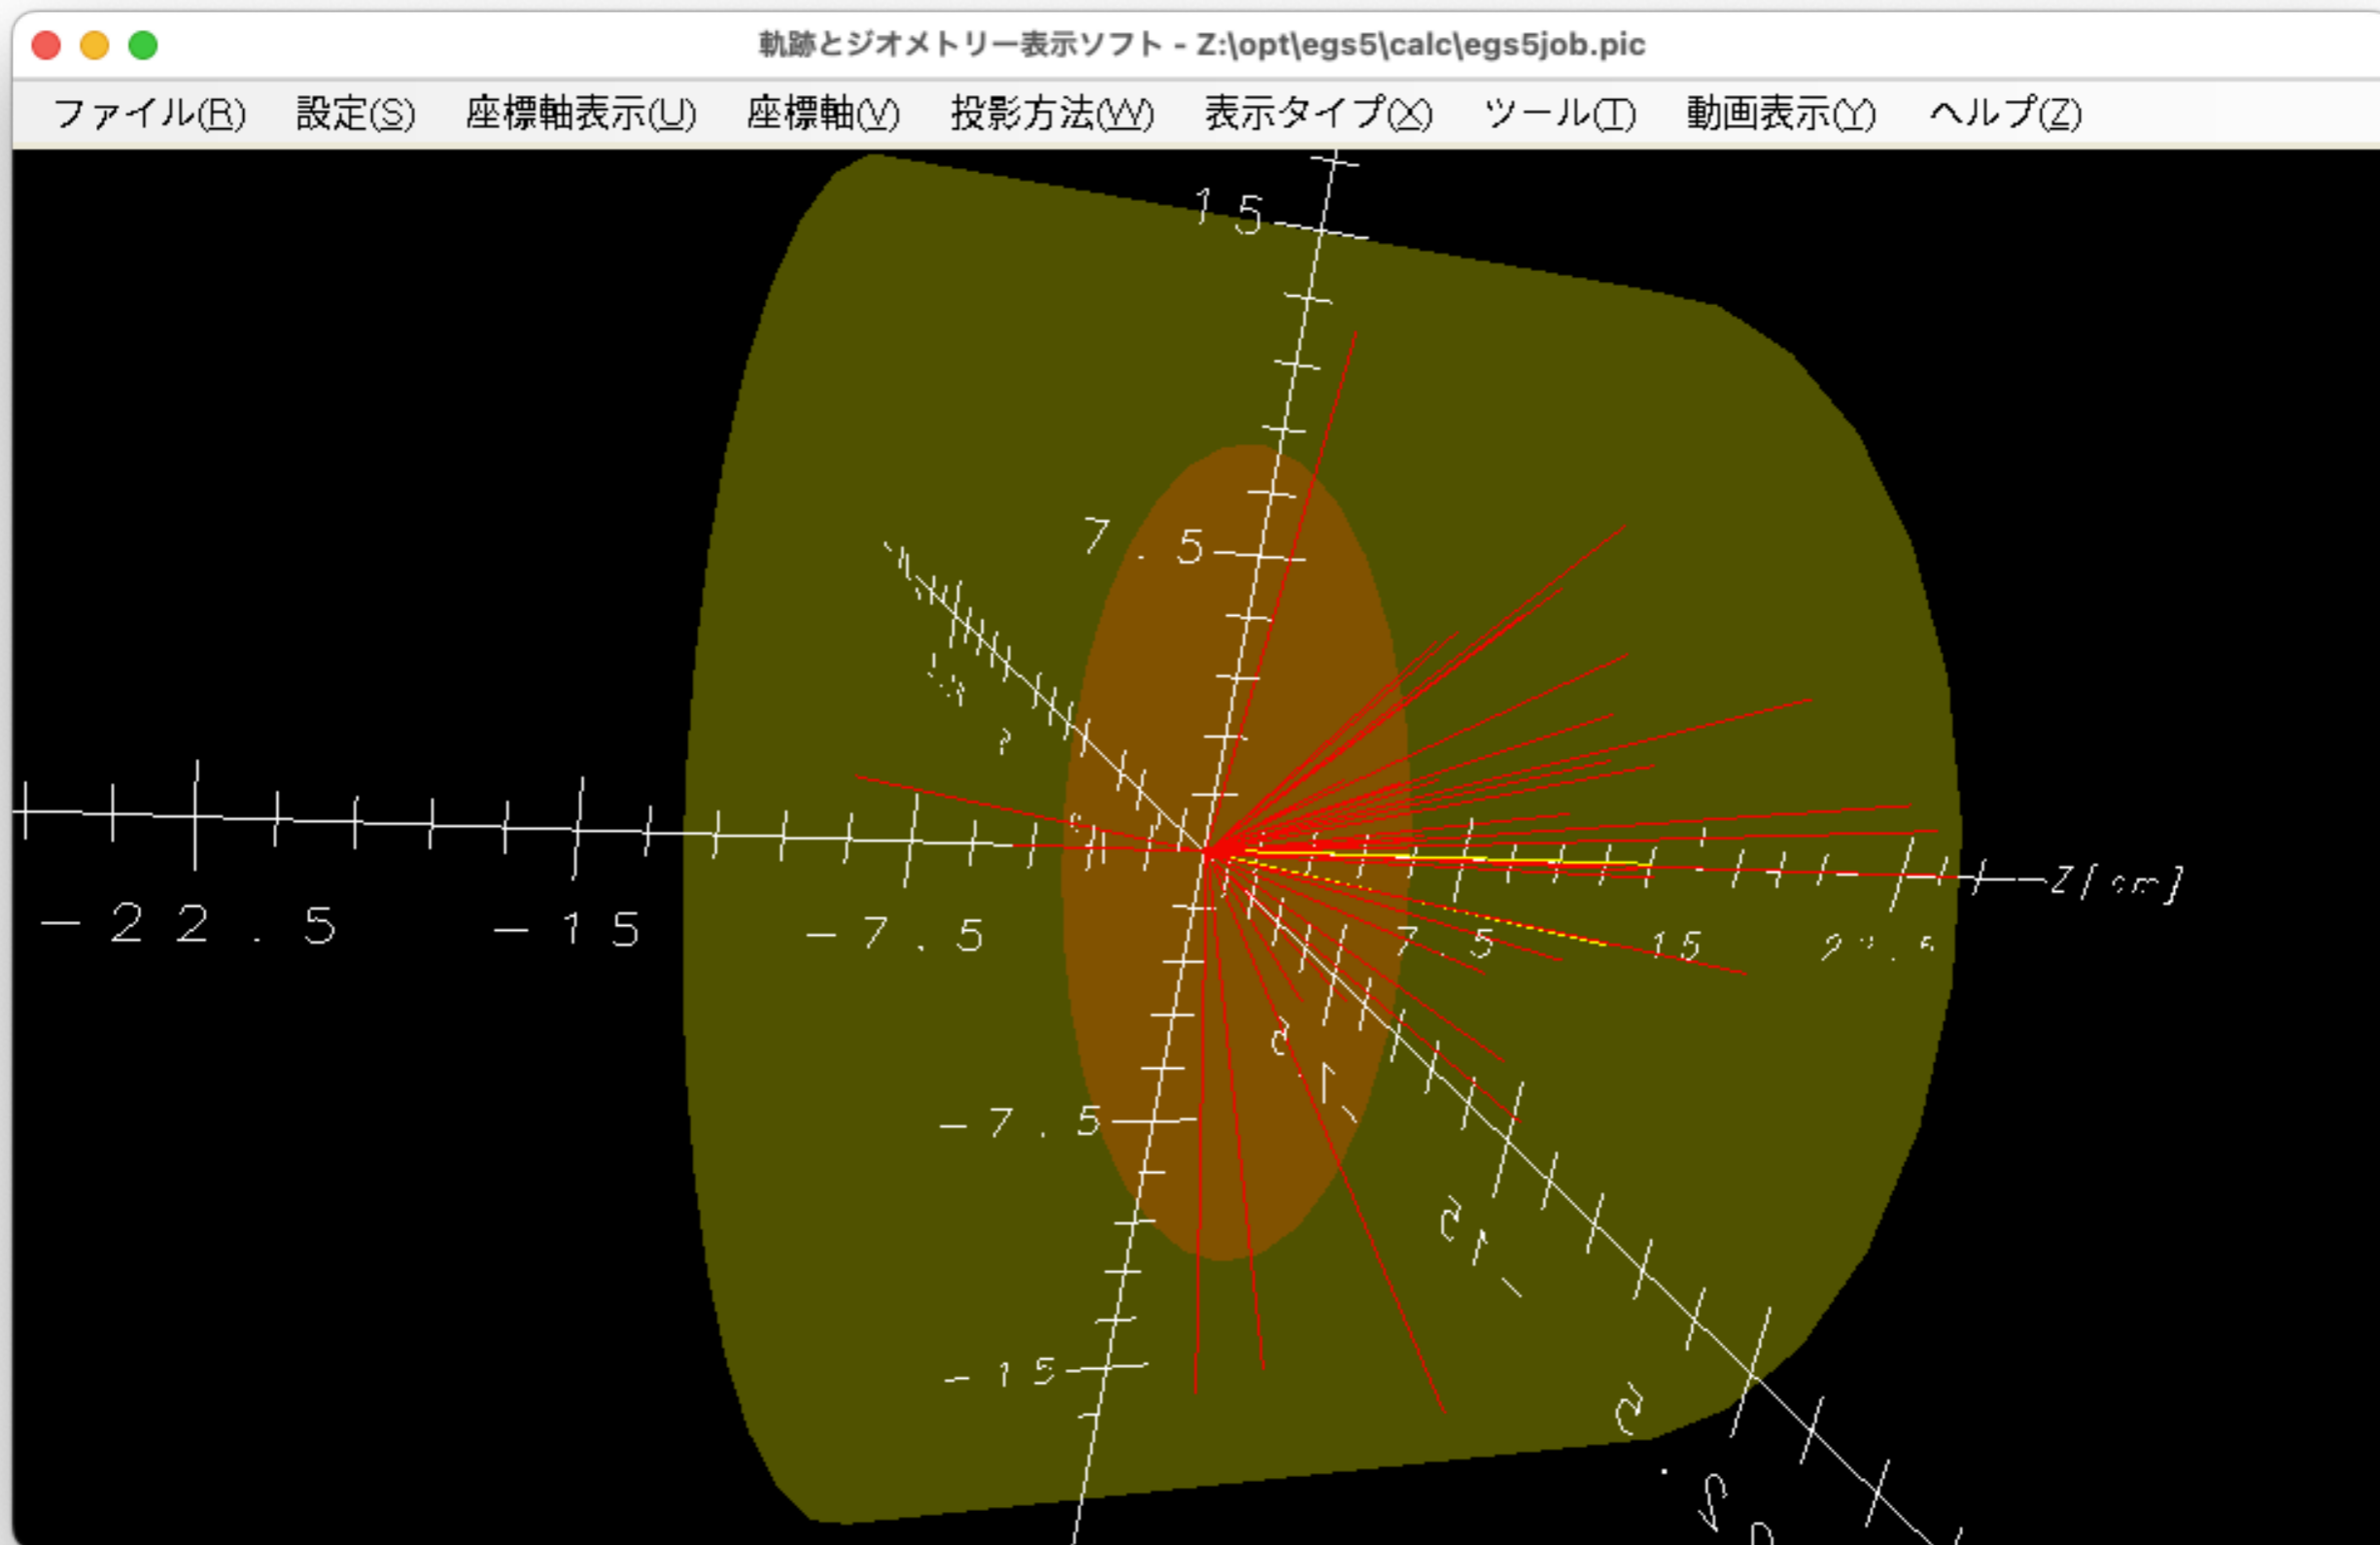 軌跡とジオメトリー表示ソフト - Z:\opt\egs5\calc\egs5job.pic
ファイル(R) 設定(S) 座標軸表示(U) 座標軸(V) 投影方法(W) 表示タイプ(X) ツール(T) 動画表示(Y) ヘルプ(Z)
15
7.5
Z[cm]
-22.5 -15 -7.5 7.5 15
-7.5
-15